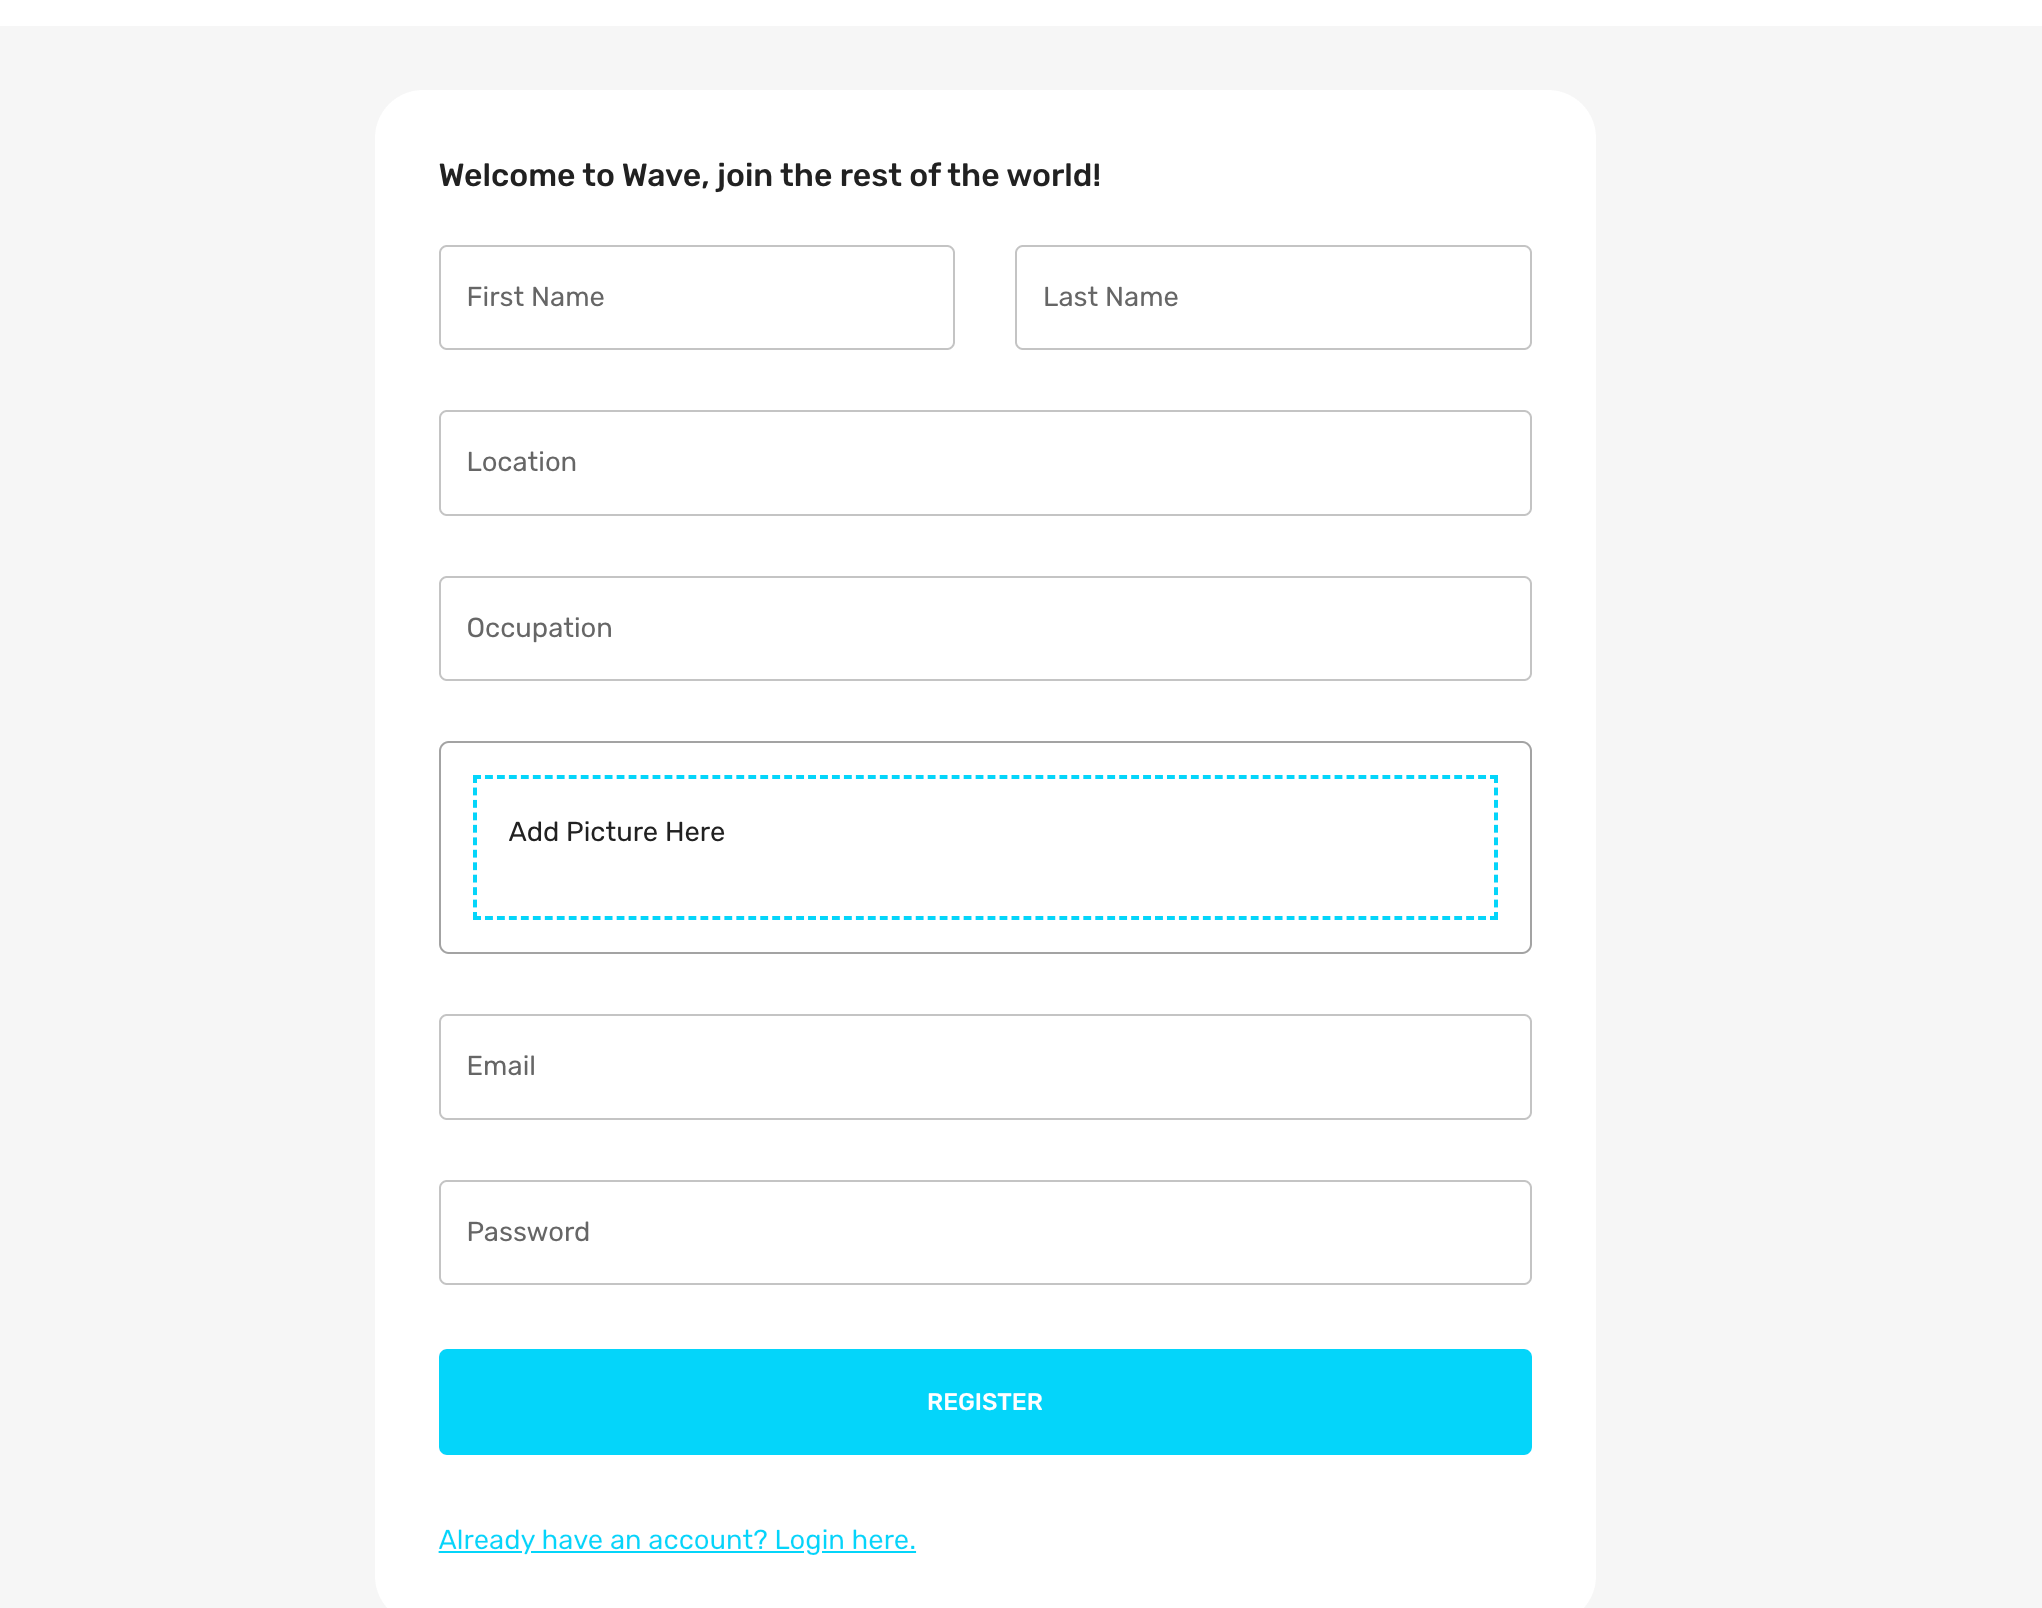 Welcome to Wave, join the rest of the world!
First Name
Last Name
Location
Occupation
Add Picture Here
Email
Password
REGISTER
Already have an account? Login here.